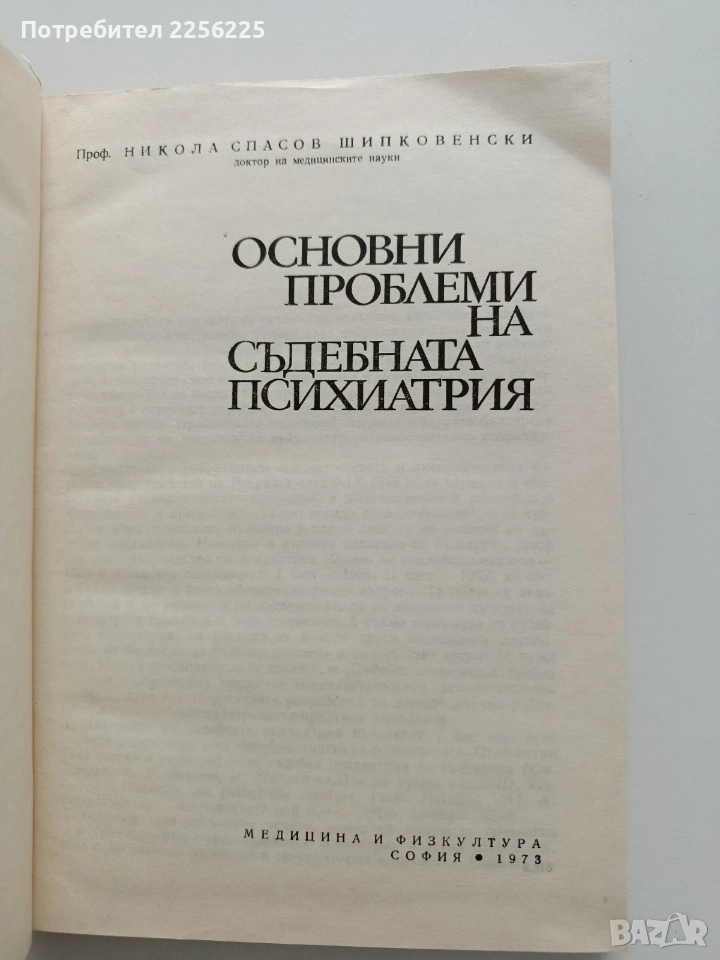 Потребител 2256225
Проф. НИКОЛА СПАСОВ ШИПКОВЕНСКИ
доктор на медицинските науки
ОСНОВНИ
ПРОБЛЕМИ
НА
СЪДЕБНАТА
ПСИХИАТРИЯ
МЕДИЦИНА И ФИЗКУЛТУРА
СОФИЯ • 1973
BAZAR